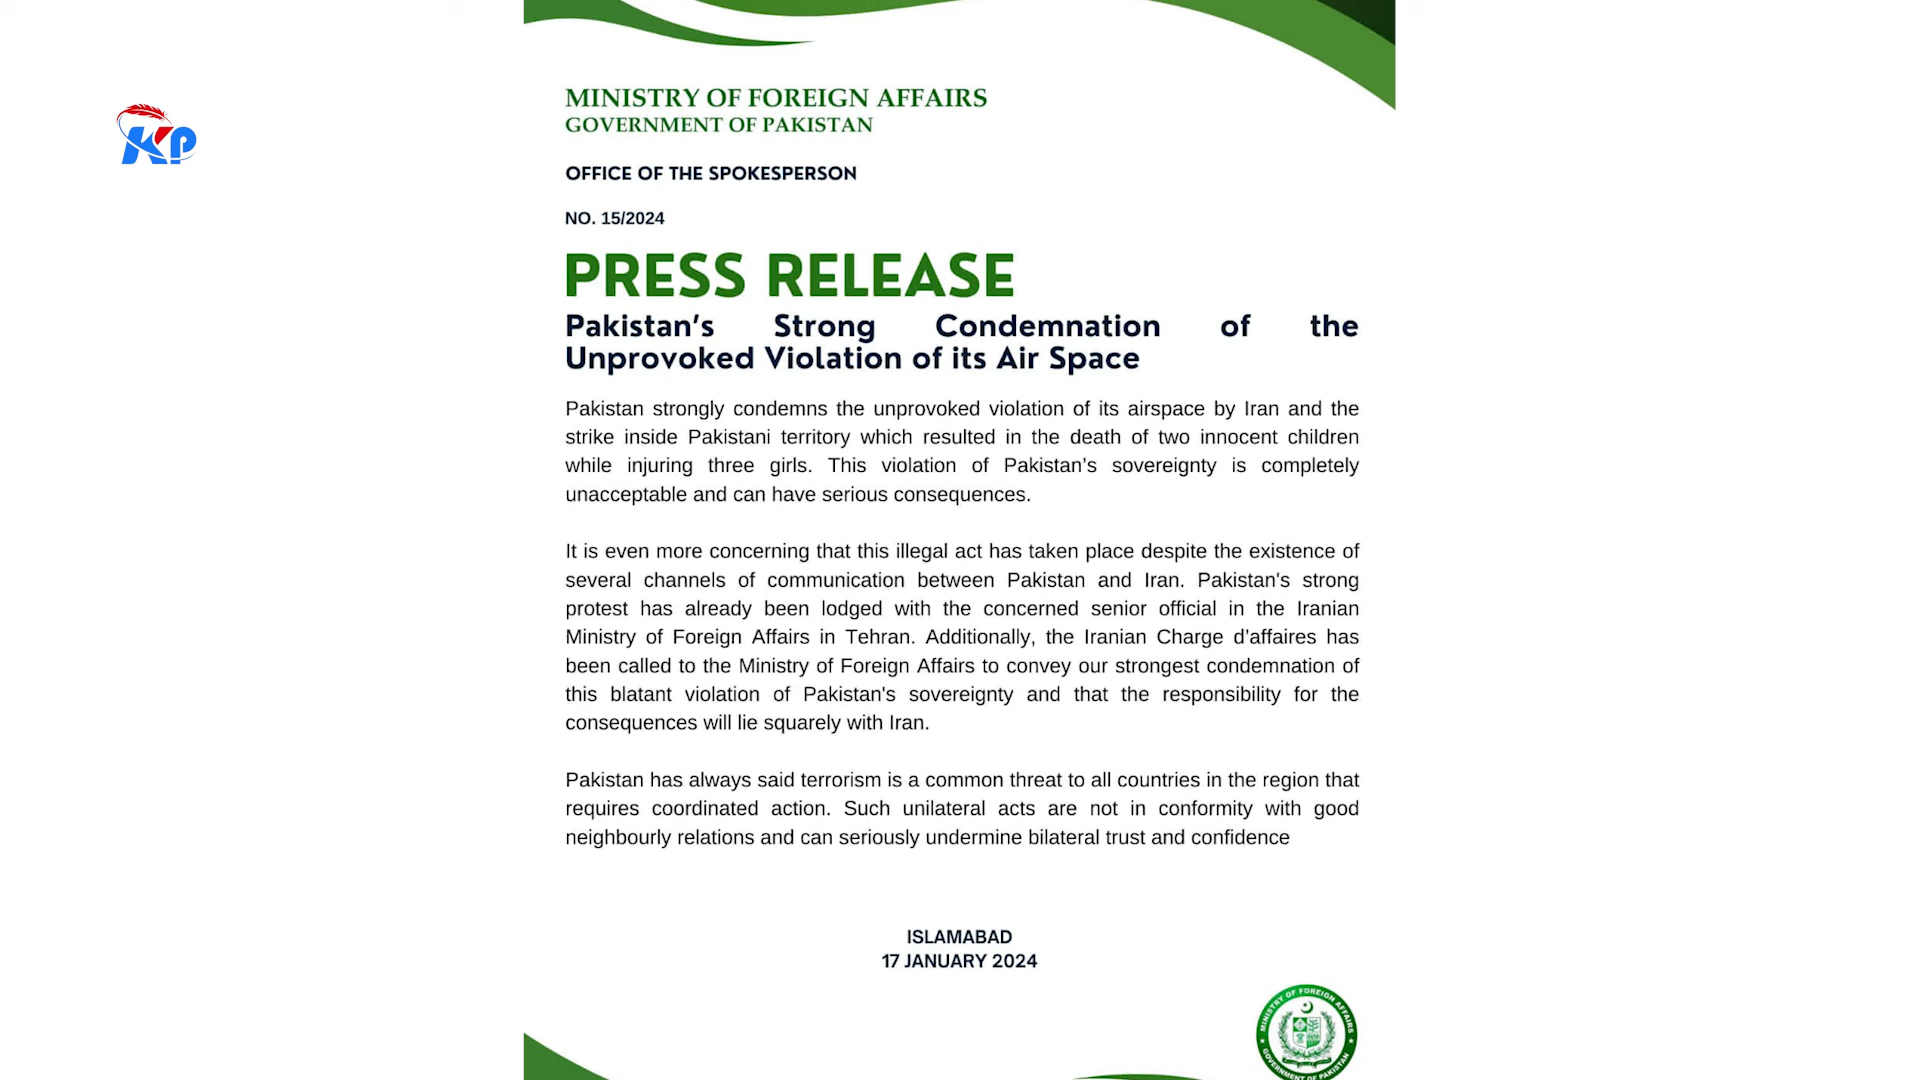 KP
MINISTRY OF FOREIGN AFFAIRS
GOVERNMENT OF PAKISTAN
OFFICE OF THE SPOKESPERSON
NO. 15/2024
PRESS RELEASE
Pakistan’s Strong Condemnation of the
Unprovoked Violation of its Air Space
Pakistan strongly condemns the unprovoked violation of its airspace by Iran and the
strike inside Pakistani territory which resulted in the death of two innocent children
while injuring three girls. This violation of Pakistan’s sovereignty is completely
unacceptable and can have serious consequences.
It is even more concerning that this illegal act has taken place despite the existence of
several channels of communication between Pakistan and Iran. Pakistan's strong
protest has already been lodged with the concerned senior official in the Iranian
Ministry of Foreign Affairs in Tehran. Additionally, the Iranian Charge d’affaires has
been called to the Ministry of Foreign Affairs to convey our strongest condemnation of
this blatant violation of Pakistan's sovereignty and that the responsibility for the
consequences will lie squarely with Iran.
Pakistan has always said terrorism is a common threat to all countries in the region that
requires coordinated action. Such unilateral acts are not in conformity with good
neighbourly relations and can seriously undermine bilateral trust and confidence
ISLAMABAD
17 JANUARY 2024
MINISTRY OF FOREIGN AFFAIRS
GOVERNMENT OF PAKISTAN